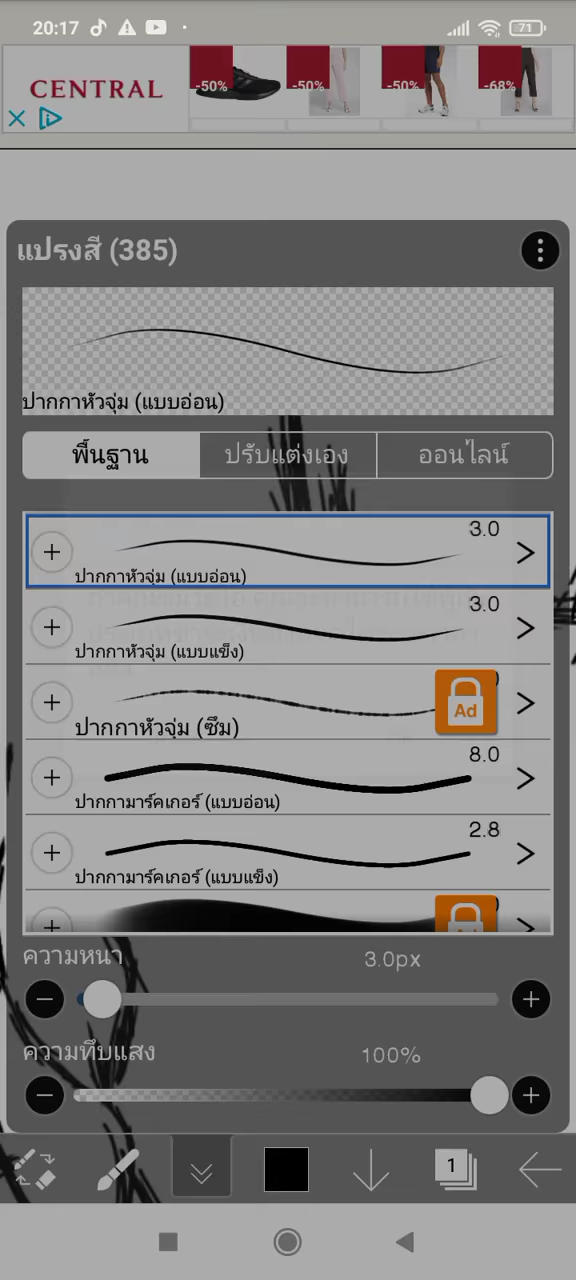 20:17
71
CENTRAL
-50%
-50%
-50%
-68%
แปรงสี (385)
ปากกาหัวจุ่ม (แบบอ่อน)
พื้นฐาน
ปรับแต่งเอง
ออนไลน์
3.0
ปากกาหัวจุ่ม (แบบอ่อน)
3.0
ปากกาหัวจุ่ม (แบบแข็ง)
Ad
ปากกาหัวจุ่ม (ซึม)
8.0
ปากกามาร์คเกอร์ (แบบอ่อน)
2.8
ปากกามาร์คเกอร์ (แบบแข็ง)
ความหนา
3.0px
ความทึบแสง
100%
1